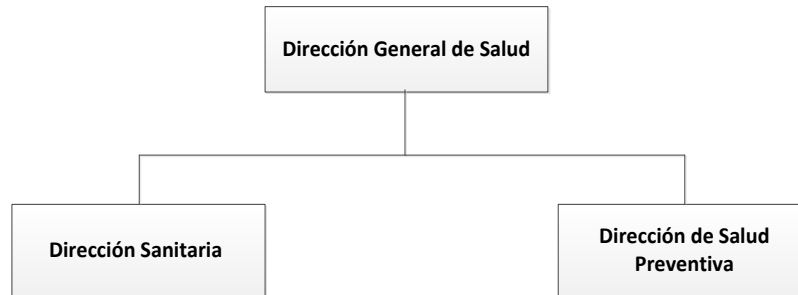 Dirección General de Salud
Dirección Sanitaria
Dirección de Salud
Preventiva